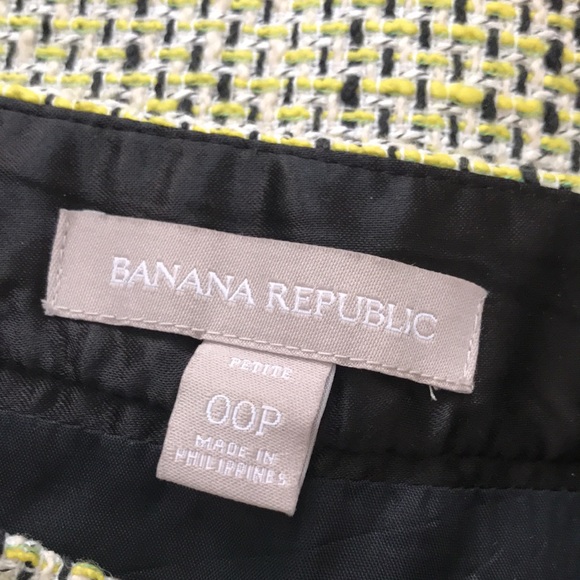 BANANA REPUBLIC
PETITE
00P
MADE IN
PHILIPPINES